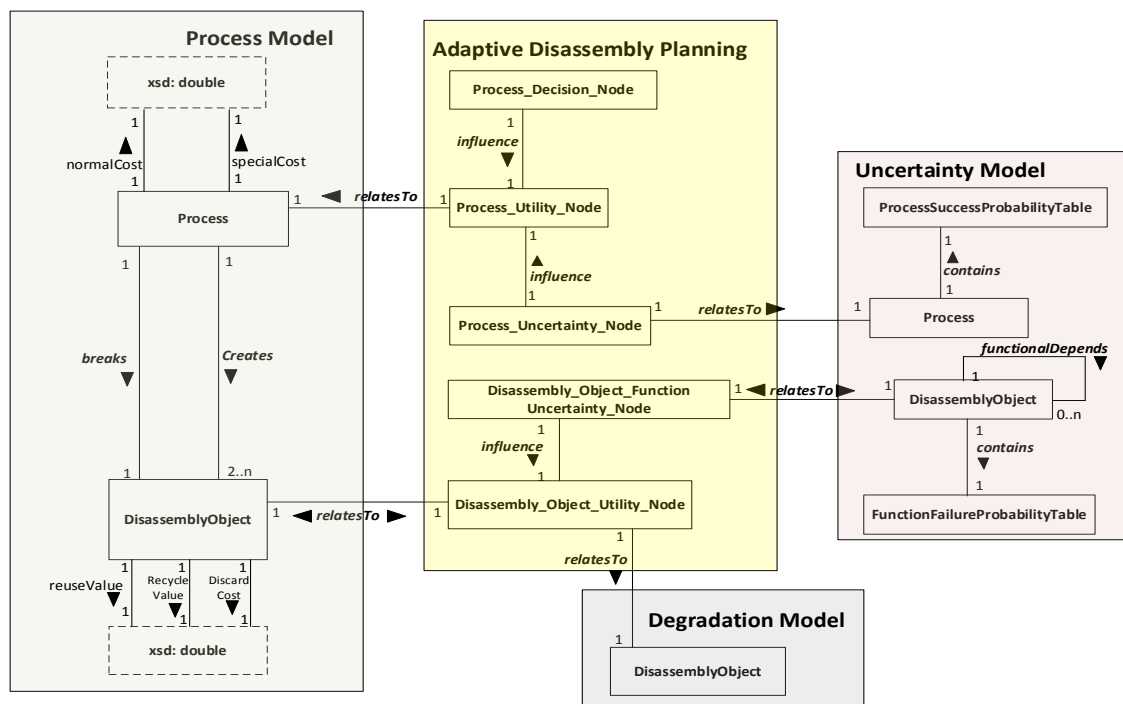 Process Model
xsd: double
1 1
normalCost specialCost
1 1
Process
1 1
breaks Creates
1 2..n
DisassemblyObject
1 1 1
reuseValue Recycle Value Discard Cost
1 1 1
xsd: double
Adaptive Disassembly Planning
Process_Decision_Node
1
influence
1
Process_Utility_Node
1 relatesTo 1
1
influence
1
Process_Uncertainty_Node
1 relatesTo 1
Disassembly_Object_Function
Uncertainty_Node
1 relatesTo 1
1
influence
1
Disassembly_Object_Utility_Node
1 relatesTo 1
1
relatesTo
1
Uncertainty Model
ProcessSuccessProbabilityTable
1
contains
1
Process
functionalDepends
1
DisassemblyObject
0..n
1
contains
1
FunctionFailureProbabilityTable
Degradation Model
DisassemblyObject